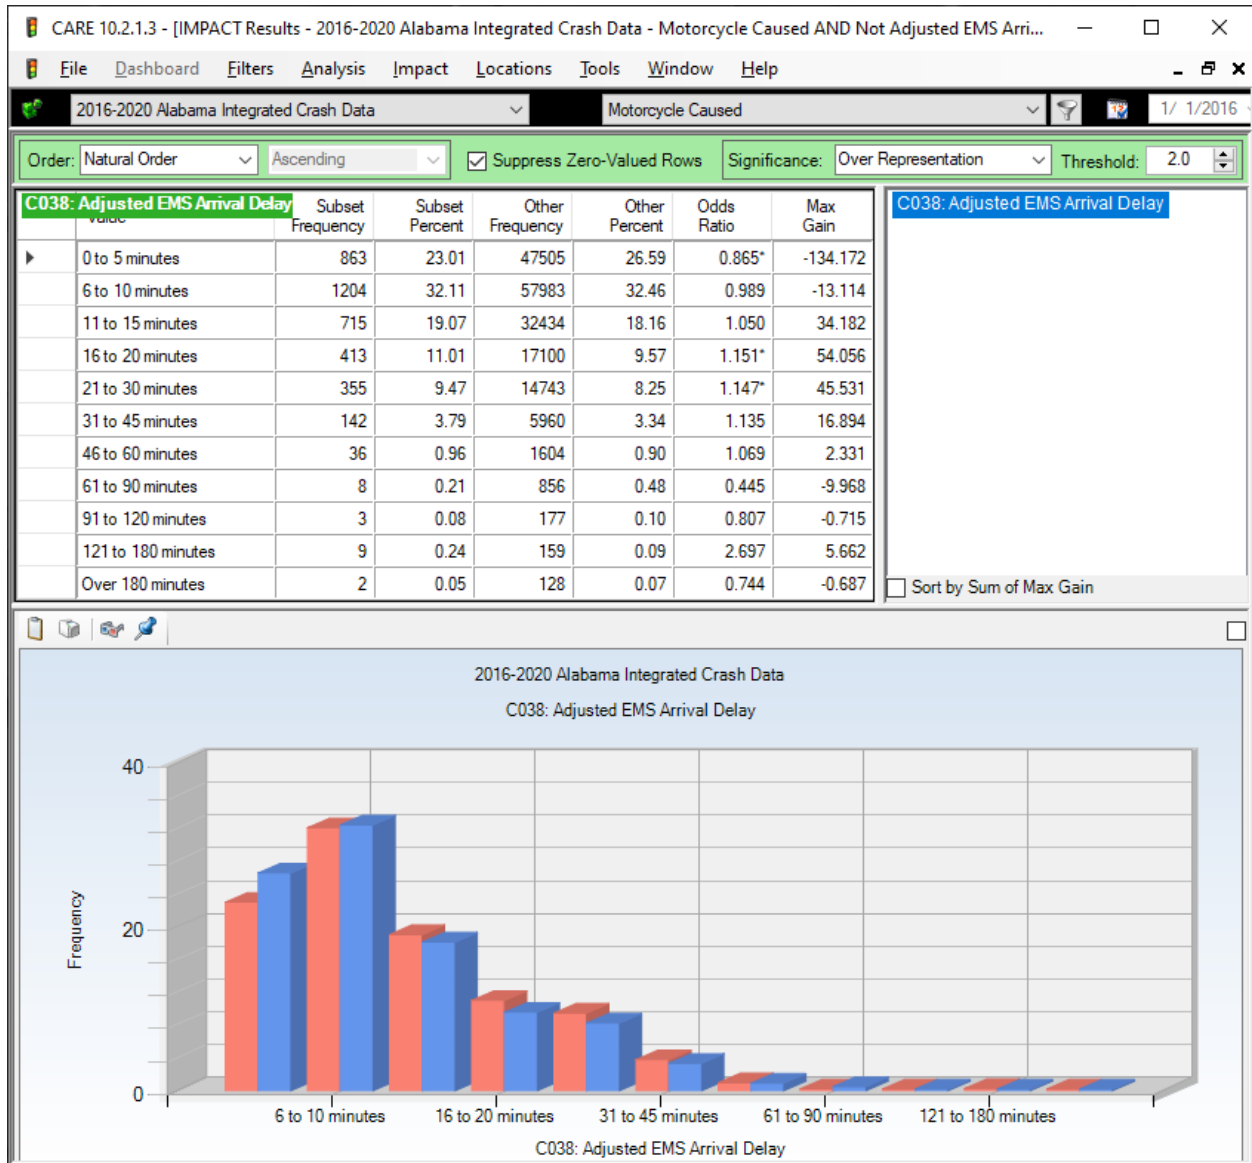 CARE 10.2.1.3 - [IMPACT Results - 2016-2020 Alabama Integrated Crash Data - Motorcycle Caused AND Not Adjusted EMS Arri...
File Dashboard Filters Analysis Impact Locations Tools Window Help
2016-2020 Alabama Integrated Crash Data Motorcycle Caused 1/ 1/2016
Order: Natural Order Ascending Suppress Zero-Valued Rows Significance: Over Representation Threshold: 2.0
C038: Adjusted EMS Arrival Delay Subset Frequency Subset Percent Other Frequency Other Percent Odds Ratio Max Gain C038: Adjusted EMS Arrival Delay
0 to 5 minutes 863 23.01 47505 26.59 0.865* -134.172
6 to 10 minutes 1204 32.11 57983 32.46 0.989 -13.114
11 to 15 minutes 715 19.07 32434 18.16 1.050 34.182
16 to 20 minutes 413 11.01 17100 9.57 1.151* 54.056
21 to 30 minutes 355 9.47 14743 8.25 1.147* 45.531
31 to 45 minutes 142 3.79 5960 3.34 1.135 16.894
46 to 60 minutes 36 0.96 1604 0.90 1.069 2.331
61 to 90 minutes 8 0.21 856 0.48 0.445 -9.968
91 to 120 minutes 3 0.08 177 0.10 0.807 -0.715
121 to 180 minutes 9 0.24 159 0.09 2.697 5.662
Over 180 minutes 2 0.05 128 0.07 0.744 -0.687 Sort by Sum of Max Gain
2016-2020 Alabama Integrated Crash Data
C038: Adjusted EMS Arrival Delay
40
20
0
Frequency
6 to 10 minutes 16 to 20 minutes 31 to 45 minutes 61 to 90 minutes 121 to 180 minutes
C038: Adjusted EMS Arrival Delay